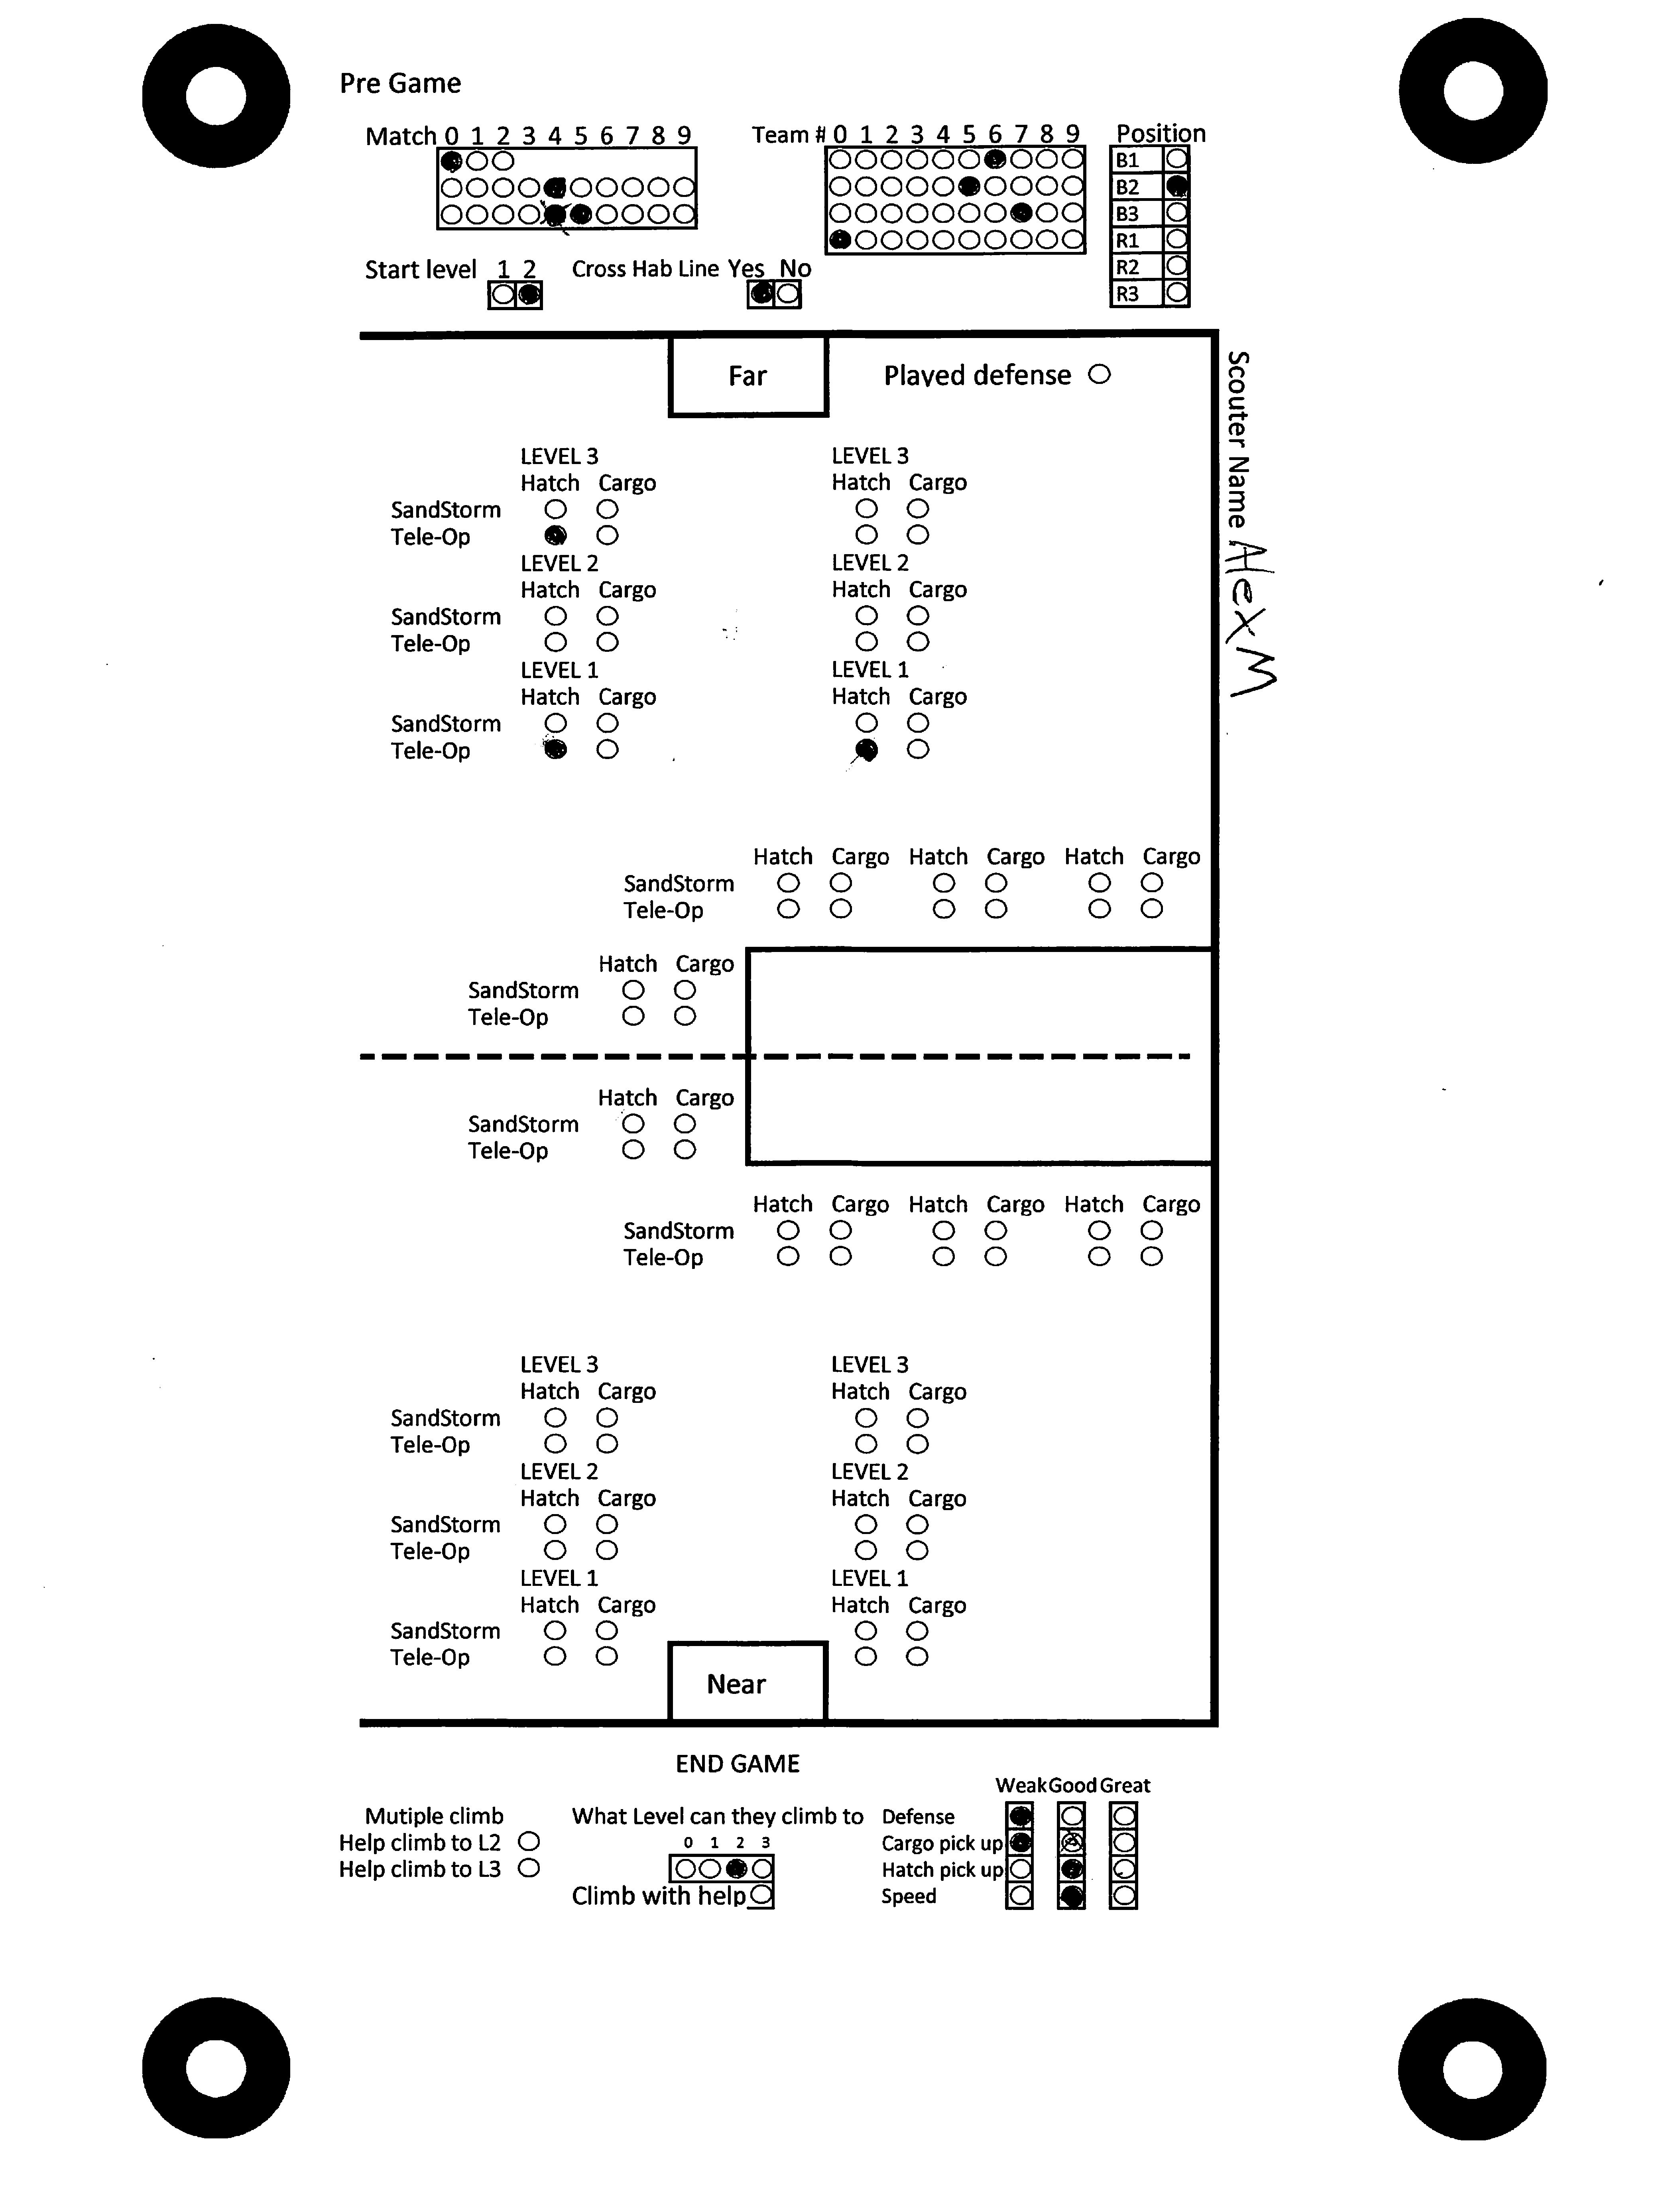 Pre Game
Match 0 1 2 3 4 5 6 7 8 9
Team # 0 1 2 3 4 5 6 7 8 9
Position
B1
B2
B3
R1
R2
R3
Start level 1 2
Cross Hab Line Yes No
Far
Played defense
Scouter Name Alex M
LEVEL 3 LEVEL 3
Hatch Cargo Hatch Cargo
SandStorm
Tele-Op
LEVEL 2 LEVEL 2
Hatch Cargo Hatch Cargo
SandStorm
Tele-Op
LEVEL 1 LEVEL 1
Hatch Cargo Hatch Cargo
SandStorm
Tele-Op
Hatch Cargo Hatch Cargo Hatch Cargo
SandStorm
Tele-Op
Hatch Cargo
SandStorm
Tele-Op
Hatch Cargo
SandStorm
Tele-Op
Hatch Cargo Hatch Cargo Hatch Cargo
SandStorm
Tele-Op
LEVEL 3 LEVEL 3
Hatch Cargo Hatch Cargo
SandStorm
Tele-Op
LEVEL 2 LEVEL 2
Hatch Cargo Hatch Cargo
SandStorm
Tele-Op
LEVEL 1 LEVEL 1
Hatch Cargo Hatch Cargo
SandStorm
Tele-Op
Near
END GAME
Mutiple climb
Help climb to L2
Help climb to L3
What Level can they climb to
0 1 2 3
Climb with help
Weak Good Great
Defense
Cargo pick up
Hatch pick up
Speed